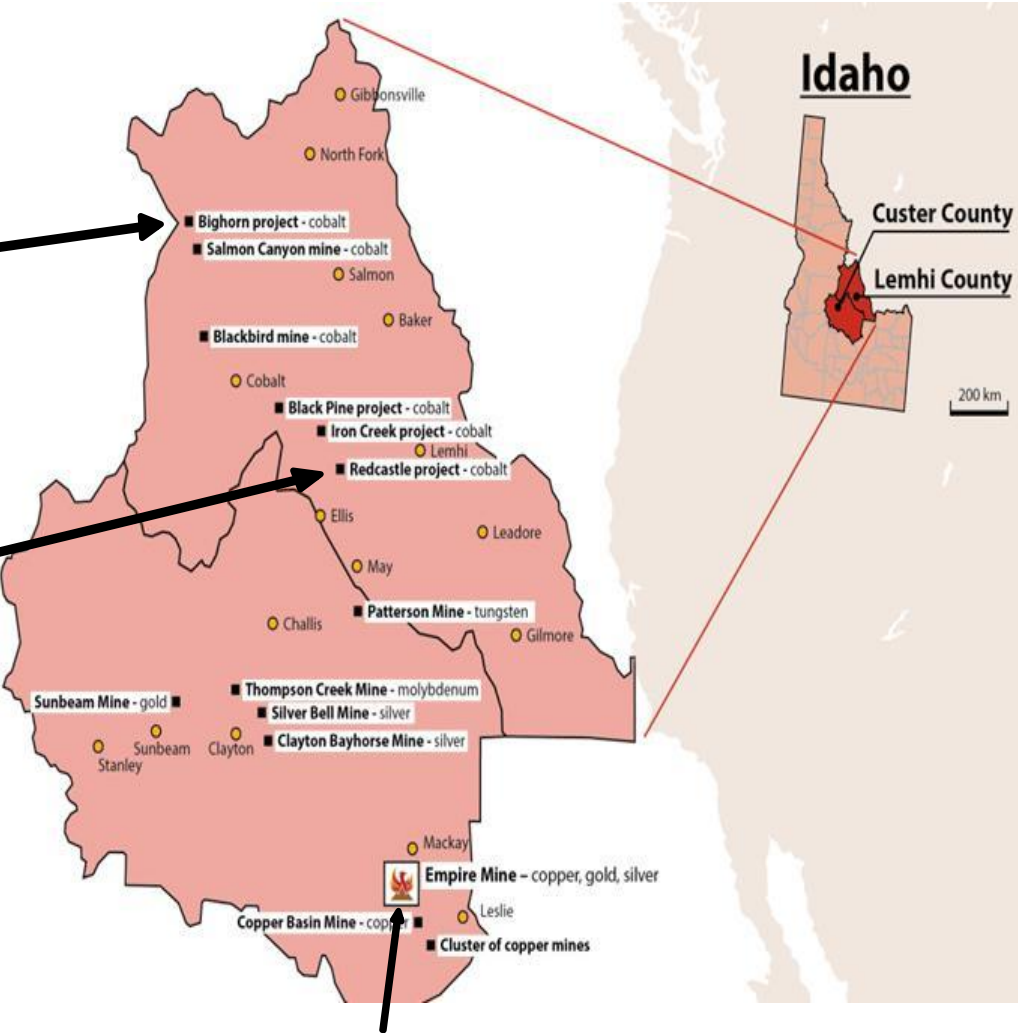 Idaho
Gibbonsville
North Fork
Custer County
Bighorn project - cobalt
Salmon Canyon mine - cobalt
Lemhi County
Salmon
Baker
Blackbird mine - cobalt
Cobalt
200 km
Black Pine project - cobalt
Iron Creek project - cobalt
Lemhi
Redcastle project - cobalt
Ellis
Leadore
May
Patterson Mine - tungsten
Challis
Gilmore
Thompson Creek Mine - molybdenum
Sunbeam Mine - gold
Silver Bell Mine - silver
Clayton Bayhorse Mine - silver
Sunbeam
Clayton
Stanley
Mackay
Empire Mine – copper, gold, silver
Leslie
Copper Basin Mine - copper
Cluster of copper mines